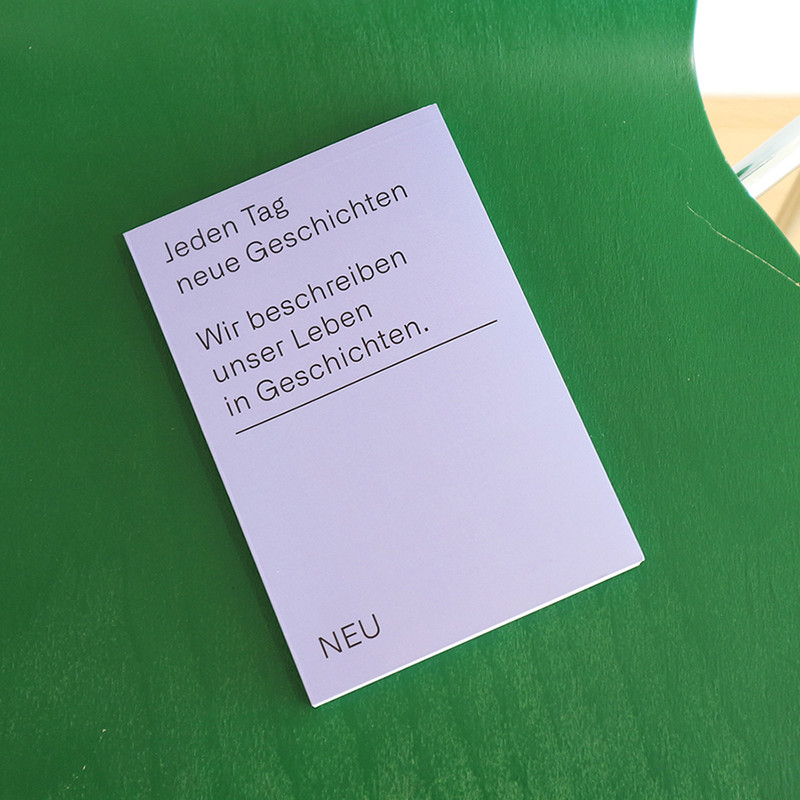 Jeden Tag
neue Geschichten
Wir beschreiben
unser Leben
in Geschichten.
NEU